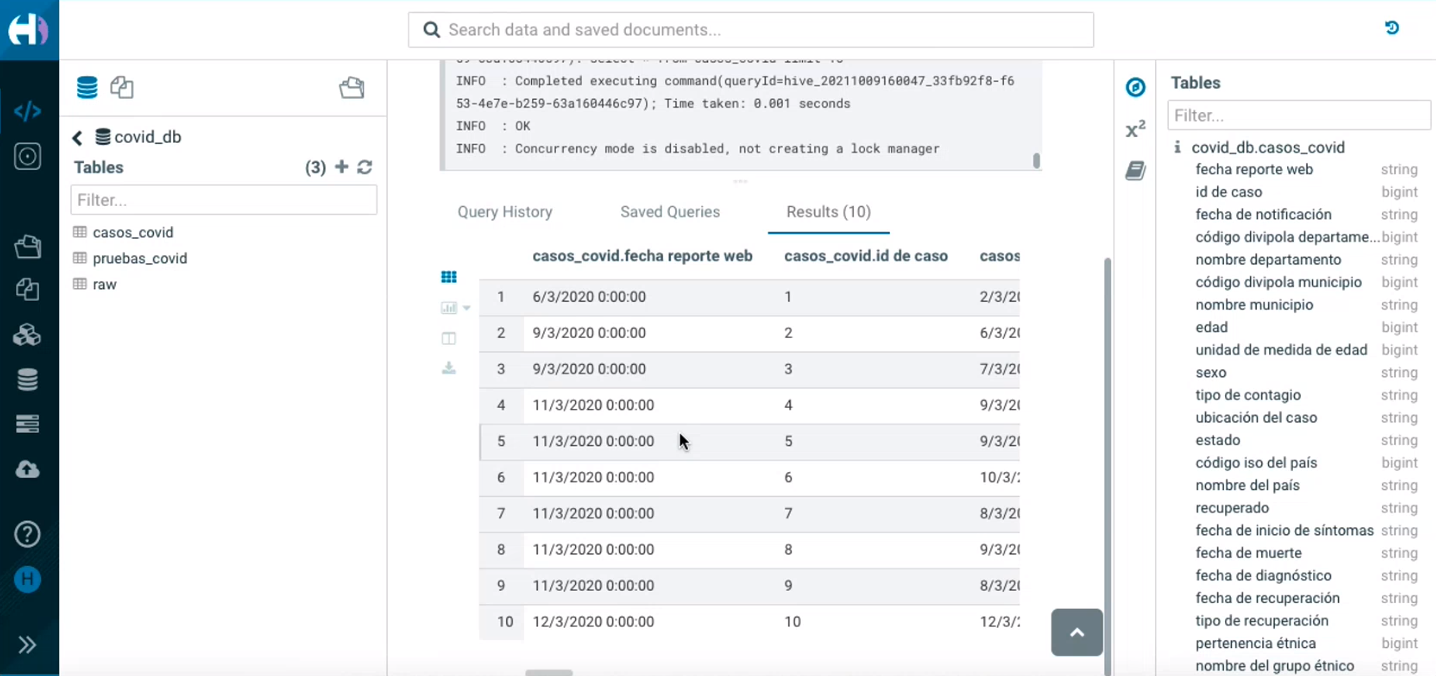 Search data and saved documents...
covid_db
Tables (3)
Filter...
casos_covid
pruebas_covid
raw
INFO : Completed executing command(queryId=hive_20211009160047_33fb92f8-f6
53-4e7e-b259-63a160446c97); Time taken: 0.001 seconds
INFO : OK
INFO : Concurrency mode is disabled, not creating a lock manager
Query History Saved Queries Results (10)
casos_covid.fecha reporte web casos_covid.id de caso casos
1 6/3/2020 0:00:00 1 2/3/20
2 9/3/2020 0:00:00 2 6/3/20
3 9/3/2020 0:00:00 3 7/3/20
4 11/3/2020 0:00:00 4 9/3/20
5 11/3/2020 0:00:00 5 9/3/20
6 11/3/2020 0:00:00 6 10/3/
7 11/3/2020 0:00:00 7 8/3/20
8 11/3/2020 0:00:00 8 9/3/20
9 11/3/2020 0:00:00 9 8/3/20
10 12/3/2020 0:00:00 10 12/3/
Tables
Filter...
covid_db.casos_covid
fecha reporte web string
id de caso bigint
fecha de notificación string
código divipola departame... bigint
nombre departamento string
código divipola municipio bigint
nombre municipio string
edad bigint
unidad de medida de edad bigint
sexo string
tipo de contagio string
ubicación del caso string
estado string
código iso del país bigint
nombre del país string
recuperado string
fecha de inicio de síntomas string
fecha de muerte string
fecha de diagnóstico string
fecha de recuperación string
tipo de recuperación string
pertenencia étnica bigint
nombre del grupo étnico string
x²
H